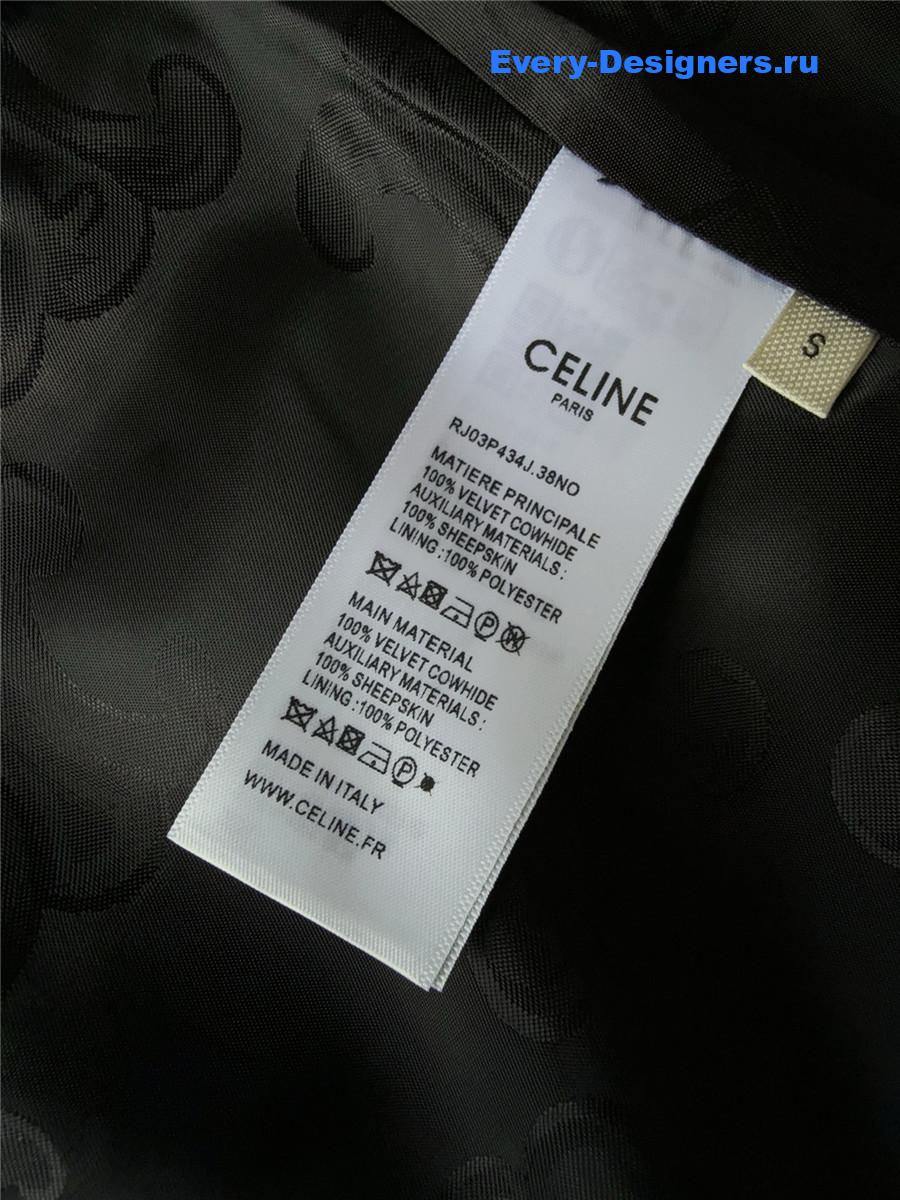 Every-Designers.ru
S
CELINE
PARIS
RJ03P434J.38NO
MATIERE PRINCIPALE
100% VELVET COWHIDE
AUXILIARY MATERIALS :
100% SHEEPSKIN
LINING :100% POLYESTER
P
MAIN MATERIAL
100% VELVET COWHIDE
AUXILIARY MATERIALS :
100% SHEEPSKIN
LINING :100% POLYESTER
P
MADE IN ITALY
WWW.CELINE.FR